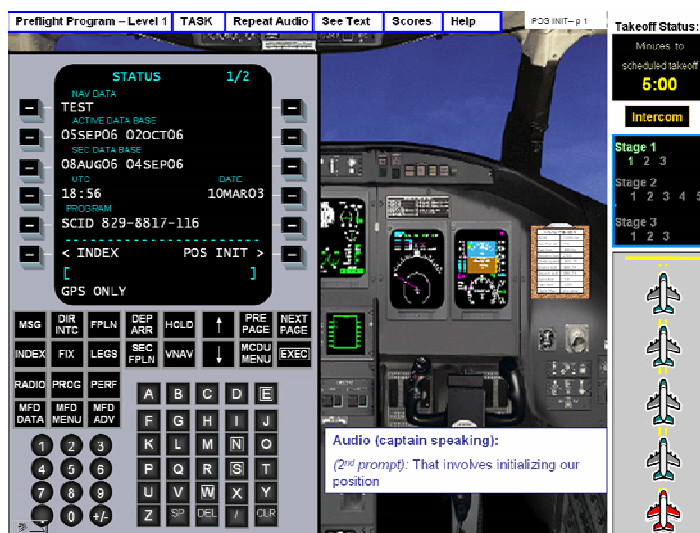 Preflight Program – Level 1 TASK Repeat Audio See Text Scores Help
POS INIT– p 1
Takeoff Status:
Minutes to
scheduled takeoff
5:00
Intercom
Stage 1
1 2 3
Stage 2
1 2 3 4 5
Stage 3
1 2 3
STATUS 1/2
NAV DATA
TEST
ACTIVE DATA BASE
05SEP06 02OCT06
SEC DATA BASE
08AUG06 04SEP06
UTC DATE
18:56 10MAR03
PROGRAM
SCID 829-8817-116
< INDEX POS INIT >
[ ]
GPS ONLY
MSG DIR INTC FPLN DEP ARR HOLD ↑ PRE PAGE NEXT PAGE
INDEX FIX LEGS SEC FPLN VNAV ↓ MCDU MENU EXEC
RADIO PROG PERF
MFD DATA MFD MENU MFD ADV
A B C D E
F G H I J
K L M N O
P Q R S T
U V W X Y
Z SP DEL / CLR
1 2 3
4 5 6
7 8 9
0 +/-
Audio (captain speaking):
(2nd prompt): That involves initializing our
position